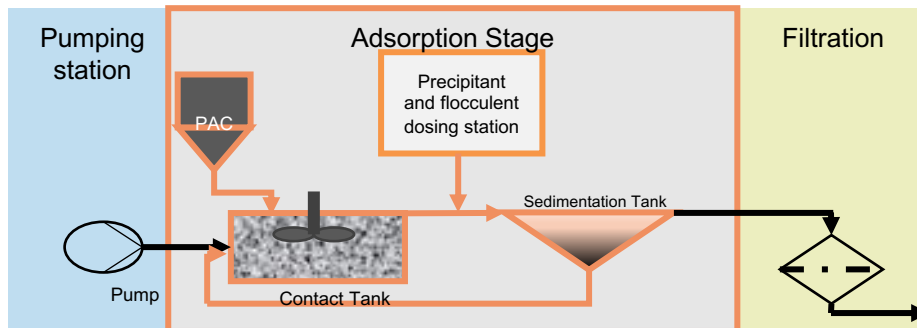 Pumping
station
Adsorption Stage
Filtration
PAC
Precipitant
and flocculent
dosing station
Sedimentation Tank
Pump
Contact Tank